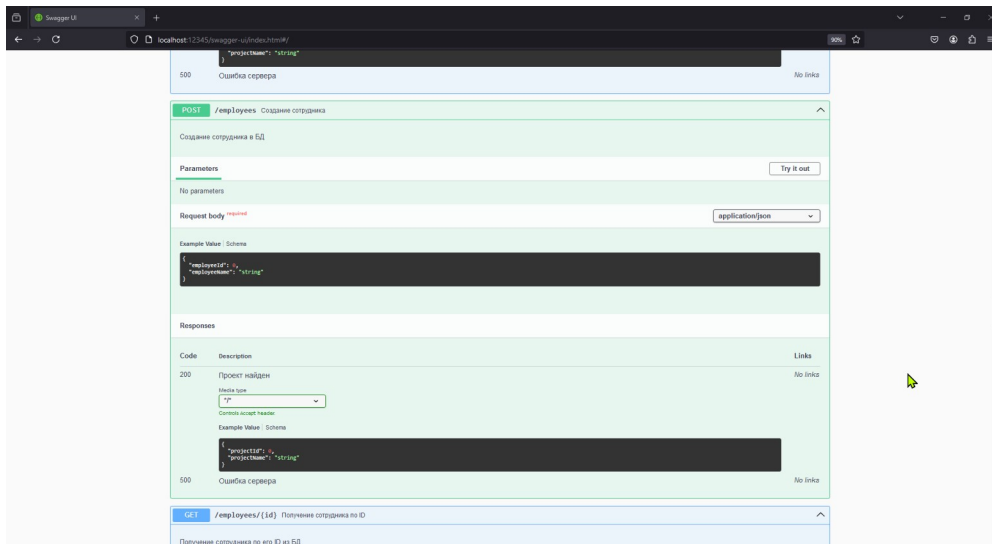 Swagger UI
localhost:12345/swagger-ui/index.html#/
90%
"projectName": "string"
}
500 Ошибка сервера No links
POST /employees Создание сотрудника
Создание сотрудника в БД
Parameters Try it out
No parameters
Request body required application/json
Example Value Schema
{
"employeeId": 0,
"employeeName": "string"
}
Responses
Code Description Links
200 Проект найден No links
Media type
*/*
Controls Accept header.
Example Value Schema
{
"projectId": 0,
"projectName": "string"
}
500 Ошибка сервера No links
GET /employees/{id} Получение сотрудника по ID
Получение сотрудника по его ID из БД